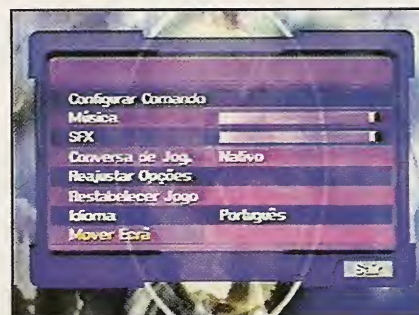 Configurar Comando
Música
SFX
Conversa de Jog. Nativo
Reajustar Opções
Restabelecer Jogo
Idioma Português
Mover Ecrã
Sair